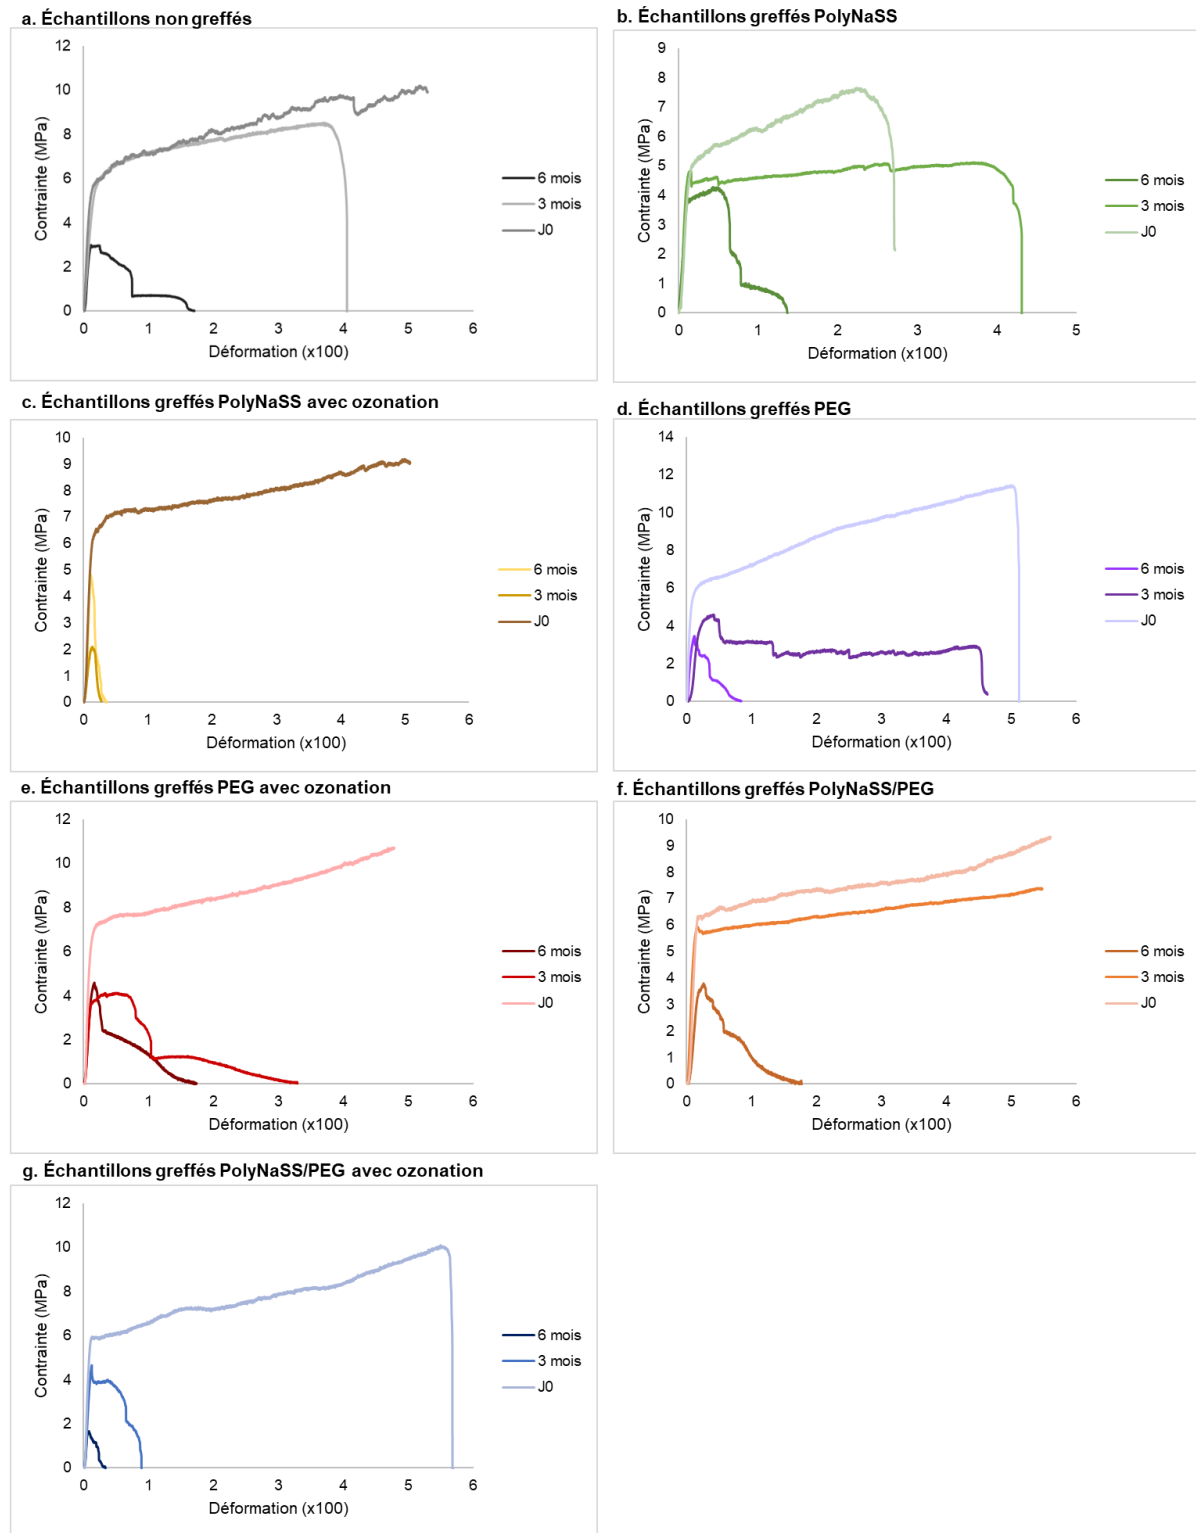 a. Échantillons non greffés
12
10
8
6
4
2
0
Contrainte (MPa)
0 1 2 3 4 5 6
Déformation (x100)
6 mois
3 mois
J0
b. Échantillons greffés PolyNaSS
9
8
7
6
5
4
3
2
1
0
Contrainte (MPa)
0 1 2 3 4 5
Déformation (x100)
6 mois
3 mois
J0
c. Échantillons greffés PolyNaSS avec ozonation
10
9
8
7
6
5
4
3
2
1
0
Contrainte (MPa)
0 1 2 3 4 5 6
Déformation (x100)
6 mois
3 mois
J0
d. Échantillons greffés PEG
14
12
10
8
6
4
2
0
Contrainte (MPa)
0 1 2 3 4 5 6
Déformation (x100)
6 mois
3 mois
J0
e. Échantillons greffés PEG avec ozonation
12
10
8
6
4
2
0
Contrainte (MPa)
0 1 2 3 4 5 6
Déformation (x100)
6 mois
3 mois
J0
f. Échantillons greffés PolyNaSS/PEG
10
9
8
7
6
5
4
3
2
1
0
Contrainte (MPa)
0 1 2 3 4 5 6
Déformation (x100)
6 mois
3 mois
J0
g. Échantillons greffés PolyNaSS/PEG avec ozonation
12
10
8
6
4
2
0
Contrainte (MPa)
0 1 2 3 4 5 6
Déformation (x100)
6 mois
3 mois
J0